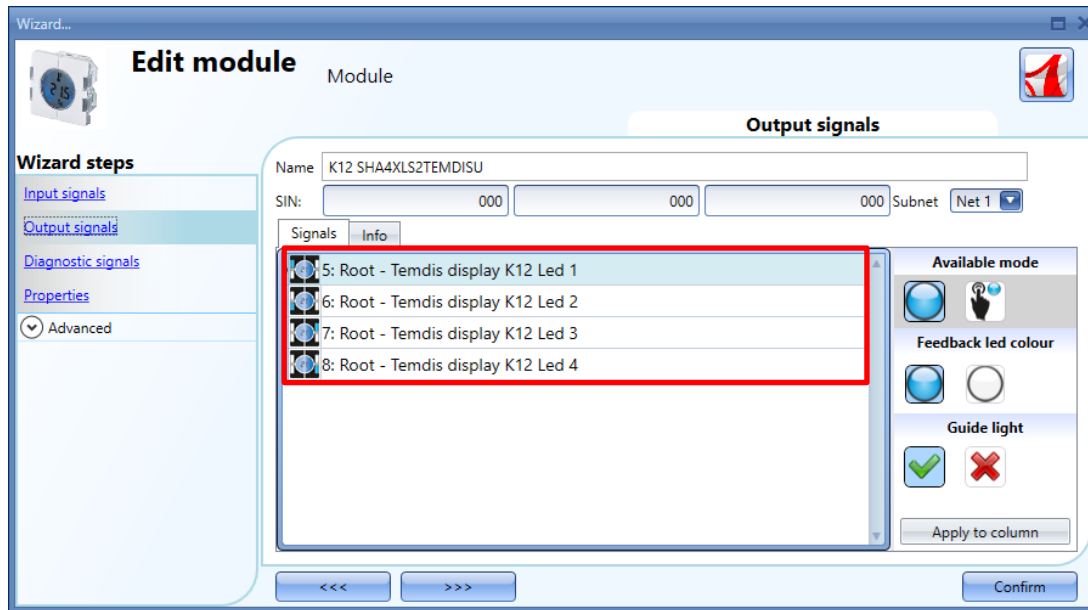 Wizard...
Edit module
Module
Output signals
Wizard steps
Input signals
Output signals
Diagnostic signals
Properties
Advanced
Name K12 SHA4XLS2TEMDISU
SIN: 000 000 000 Subnet Net 1
Signals Info
5: Root - Temdis display K12 Led 1
6: Root - Temdis display K12 Led 2
7: Root - Temdis display K12 Led 3
8: Root - Temdis display K12 Led 4
Available mode
Feedback led colour
Guide light
Apply to column
<<< >>> Confirm